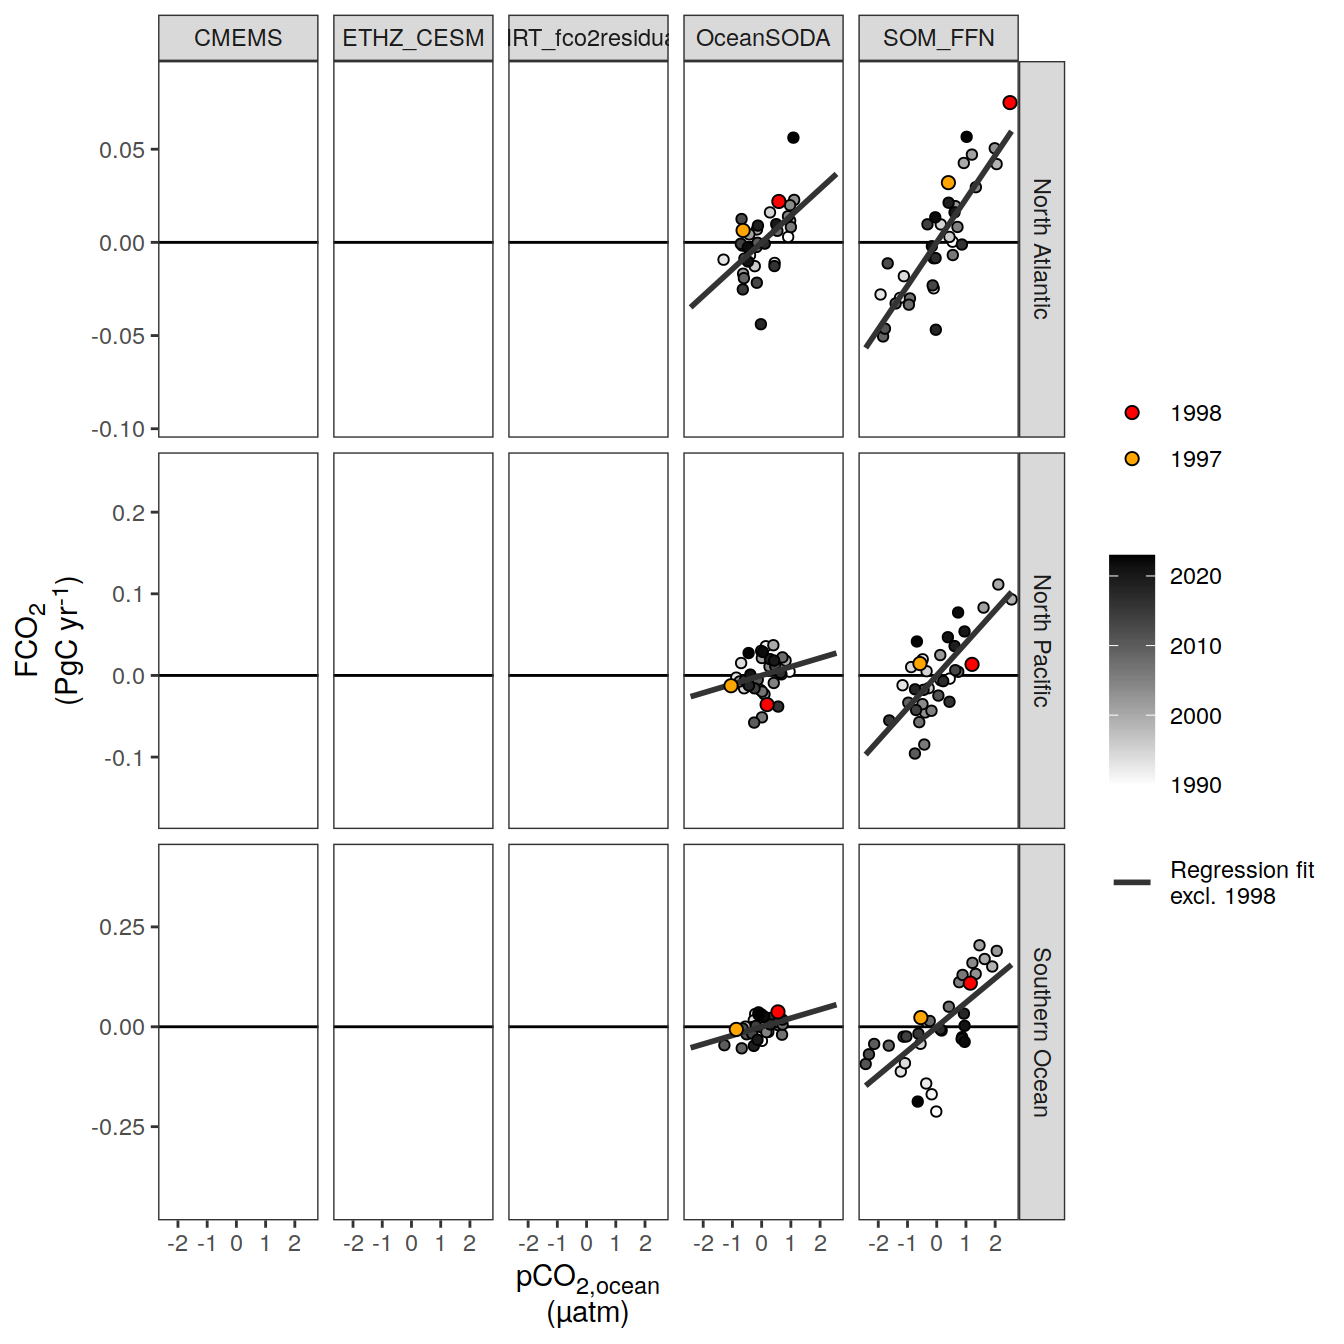 CMEMS ETHZ_CESM IRT_fco2residua OceanSODA SOM_FFN
0.05
0.00
-0.05
-0.10
North Atlantic
0.2
0.1
0.0
-0.1
North Pacific
0.25
0.00
-0.25
Southern Ocean
-2 -1 0 1 2 -2 -1 0 1 2 -2 -1 0 1 2 -2 -1 0 1 2 -2 -1 0 1 2
pCO2,ocean
(µatm)
FCO2
(PgC yr-1)
1998
1997
2020
2010
2000
1990
Regression fit
excl. 1998